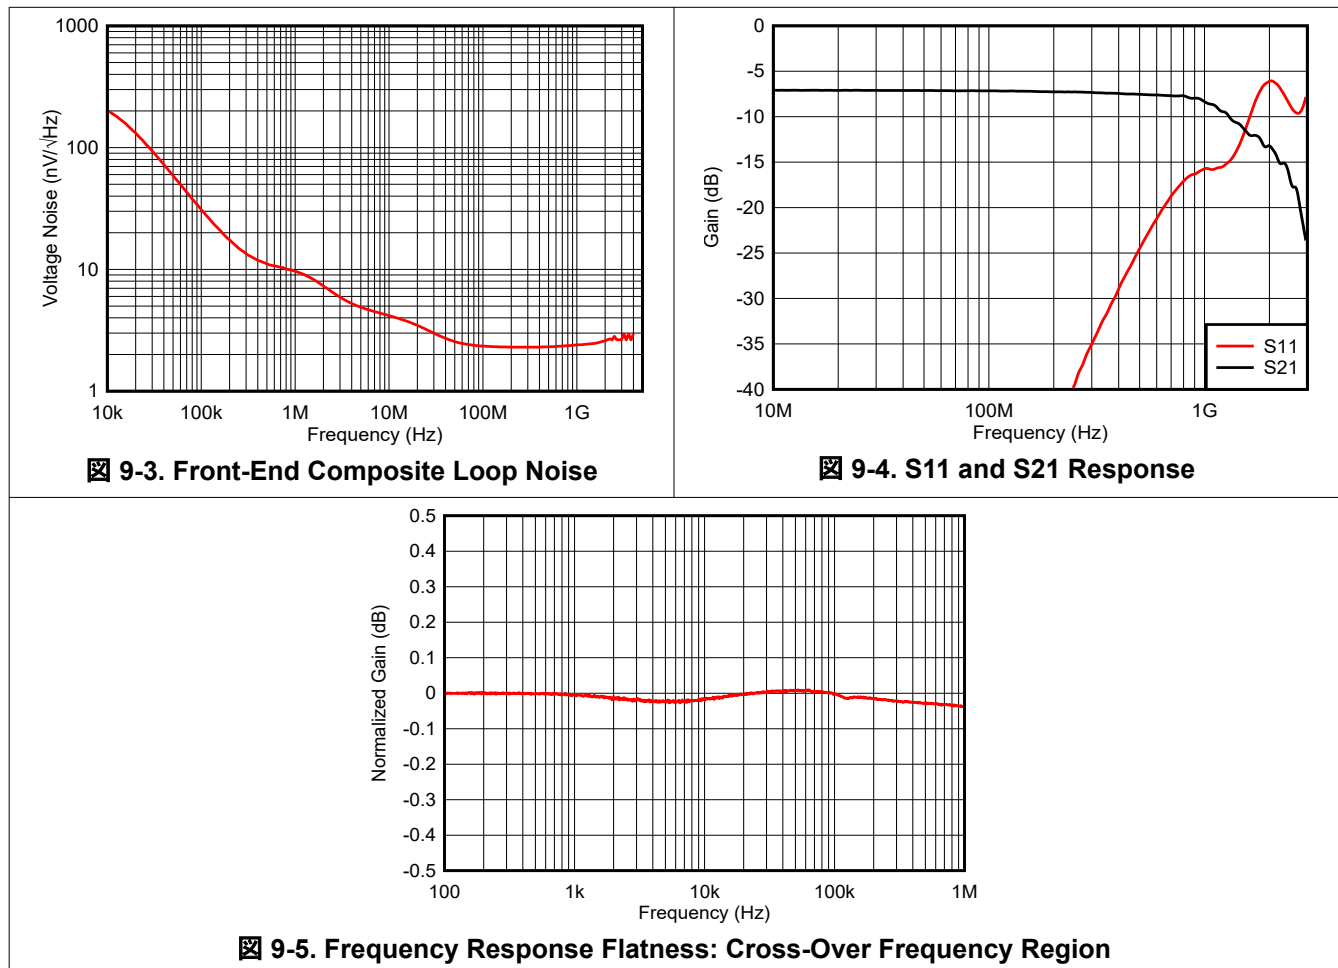 1000
100
10
1
Voltage Noise (nV/√Hz)
10k 100k 1M 10M 100M 1G
Frequency (Hz)
図 9-3. Front-End Composite Loop Noise
0
-5
-10
-15
-20
-25
-30
-35
-40
Gain (dB)
S11
S21
10M 100M 1G
Frequency (Hz)
図 9-4. S11 and S21 Response
0.5
0.4
0.3
0.2
0.1
0
-0.1
-0.2
-0.3
-0.4
-0.5
Normalized Gain (dB)
100 1k 10k 100k 1M
Frequency (Hz)
図 9-5. Frequency Response Flatness: Cross-Over Frequency Region